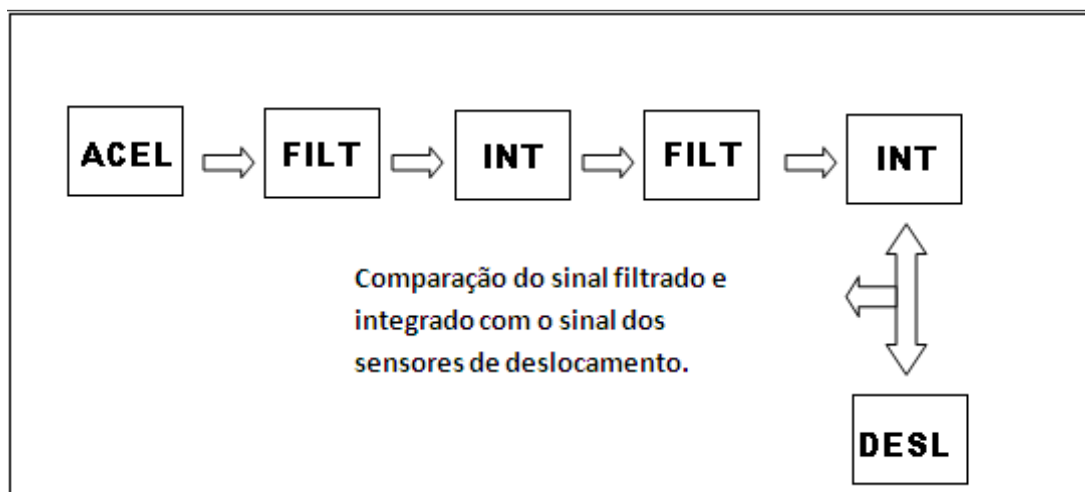 ACEL FILT INT FILT INT
Comparação do sinal filtrado e
integrado com o sinal dos
sensores de deslocamento.
DESL